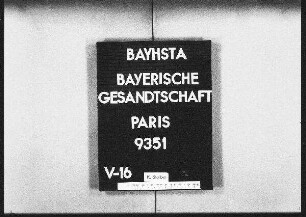 BAYHSTA
BAYERISCHE
GESANDTSCHAFT
PARIS
9351
V-16